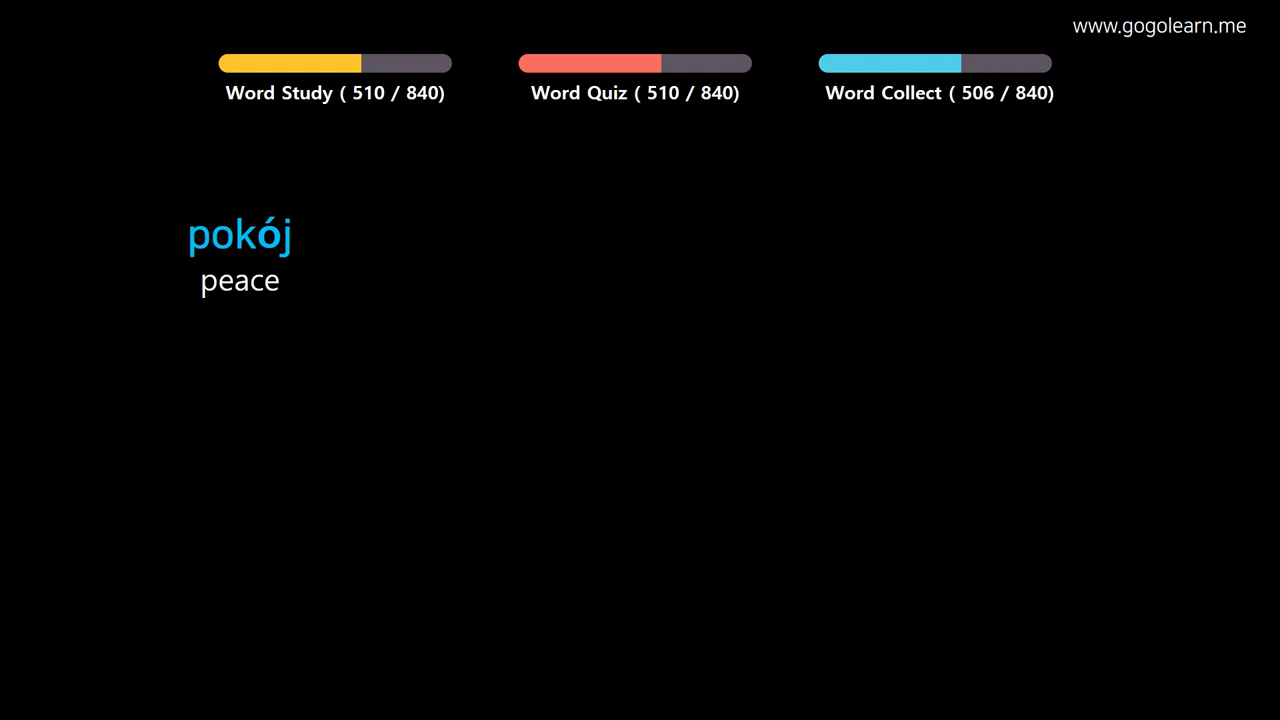 www.gogolearn.me
Word Study ( 510 / 840)
Word Quiz ( 510 / 840)
Word Collect ( 506 / 840)
pokój
peace